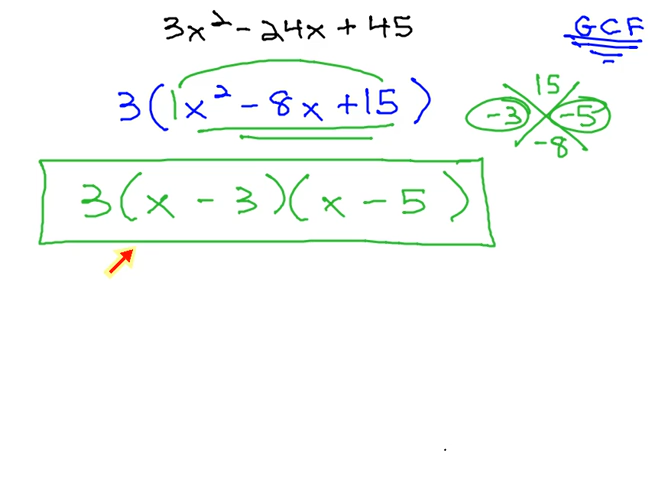 3x² - 24x + 45
GCF
3(1x² - 8x + 15)
15
-3 -5
-8
3(x - 3)(x - 5)